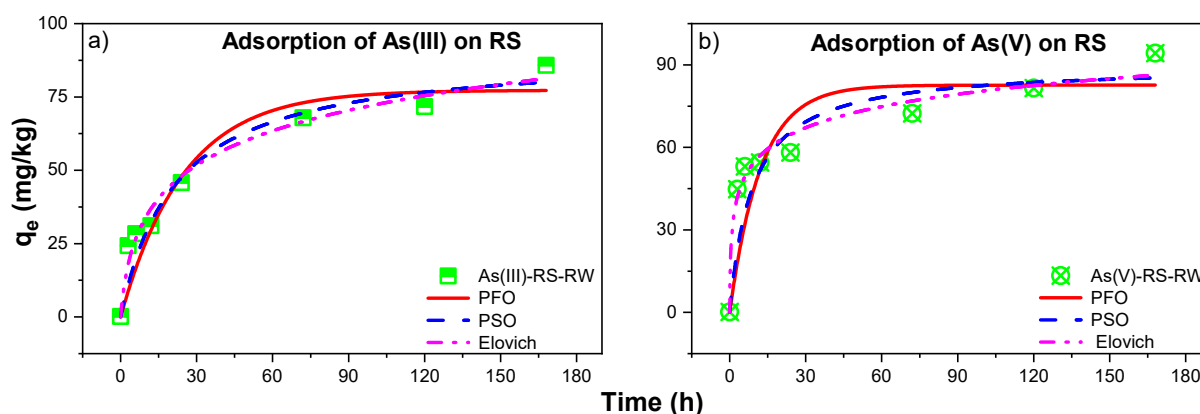 a)
Adsorption of As(III) on RS
100
75
50
25
0
qe (mg/kg)
As(III)-RS-RW
PFO
PSO
Elovich
0 30 60 90 120 150 180
b)
Adsorption of As(V) on RS
90
60
30
0
As(V)-RS-RW
PFO
PSO
Elovich
0 30 60 90 120 150 180
Time (h)